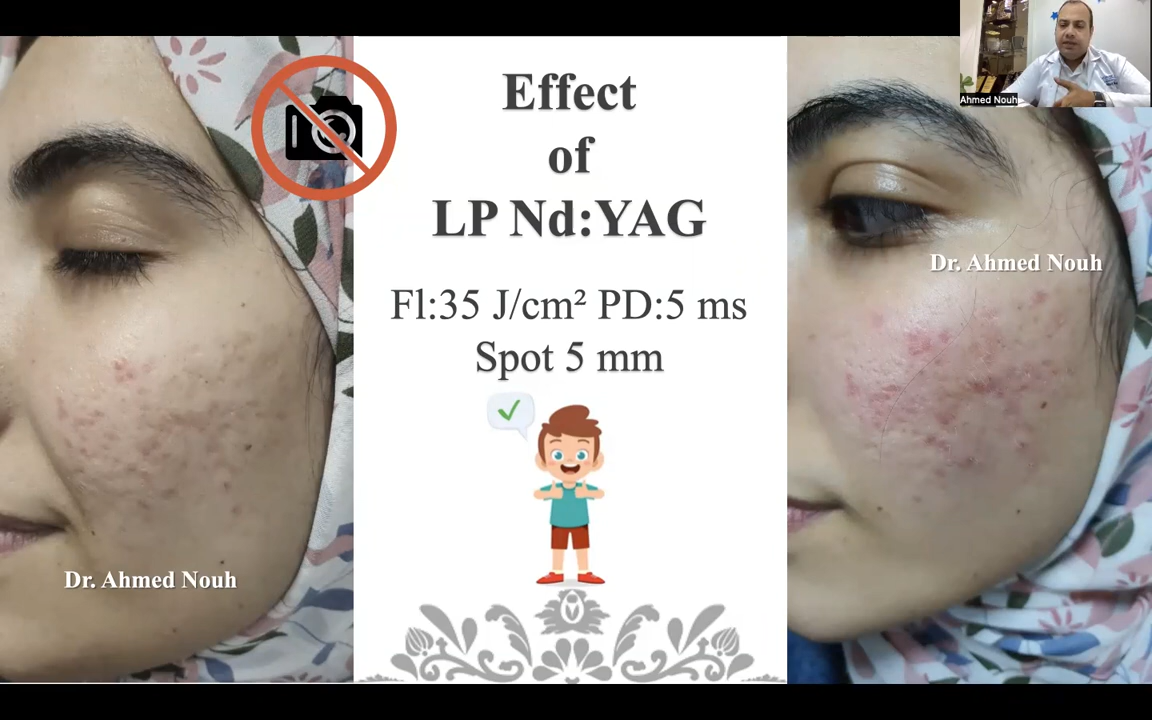 Ahmed Nouh
Effect
of
LP Nd:YAG
Fl:35 J/cm² PD:5 ms
Spot 5 mm
Dr. Ahmed Nouh
Dr. Ahmed Nouh